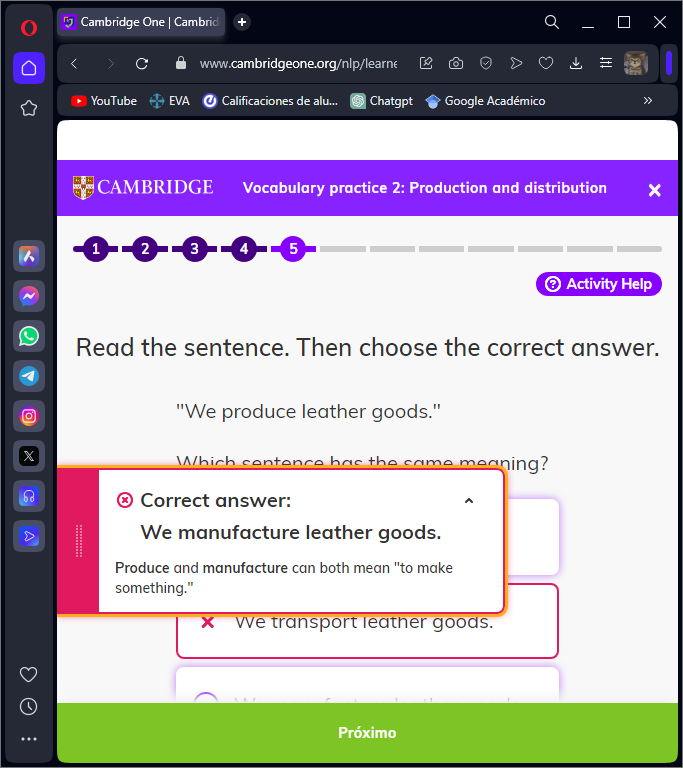 Cambridge One | Cambrid
www.cambridgeone.org/nlp/learne
YouTube
EVA
Calificaciones de alu...
Chatgpt
Google Académico
CAMBRIDGE
Vocabulary practice 2: Production and distribution
1 2 3 4 5
Activity Help
Read the sentence. Then choose the correct answer.
"We produce leather goods."
Which sentence has the same meaning?
Correct answer:
We manufacture leather goods.
Produce and manufacture can both mean "to make
something."
We transport leather goods.
Próximo